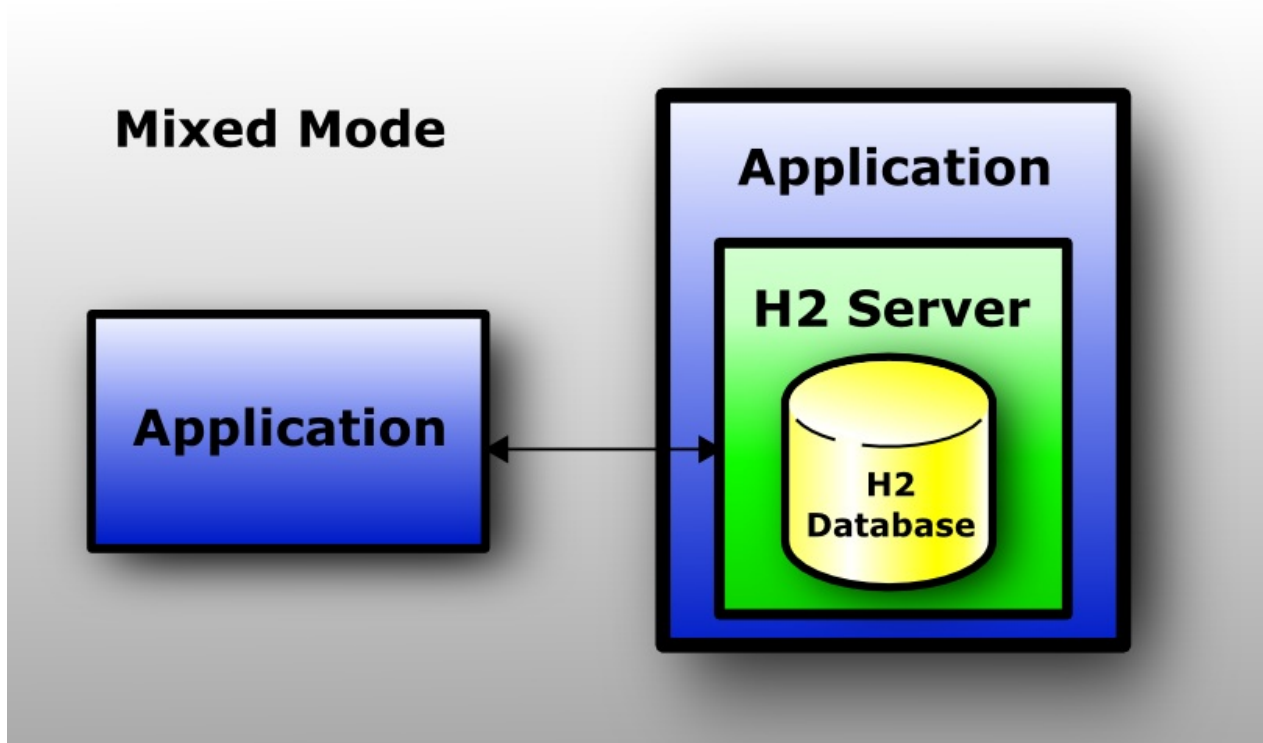 Mixed Mode
Application
Application
H2 Server
H2
Database